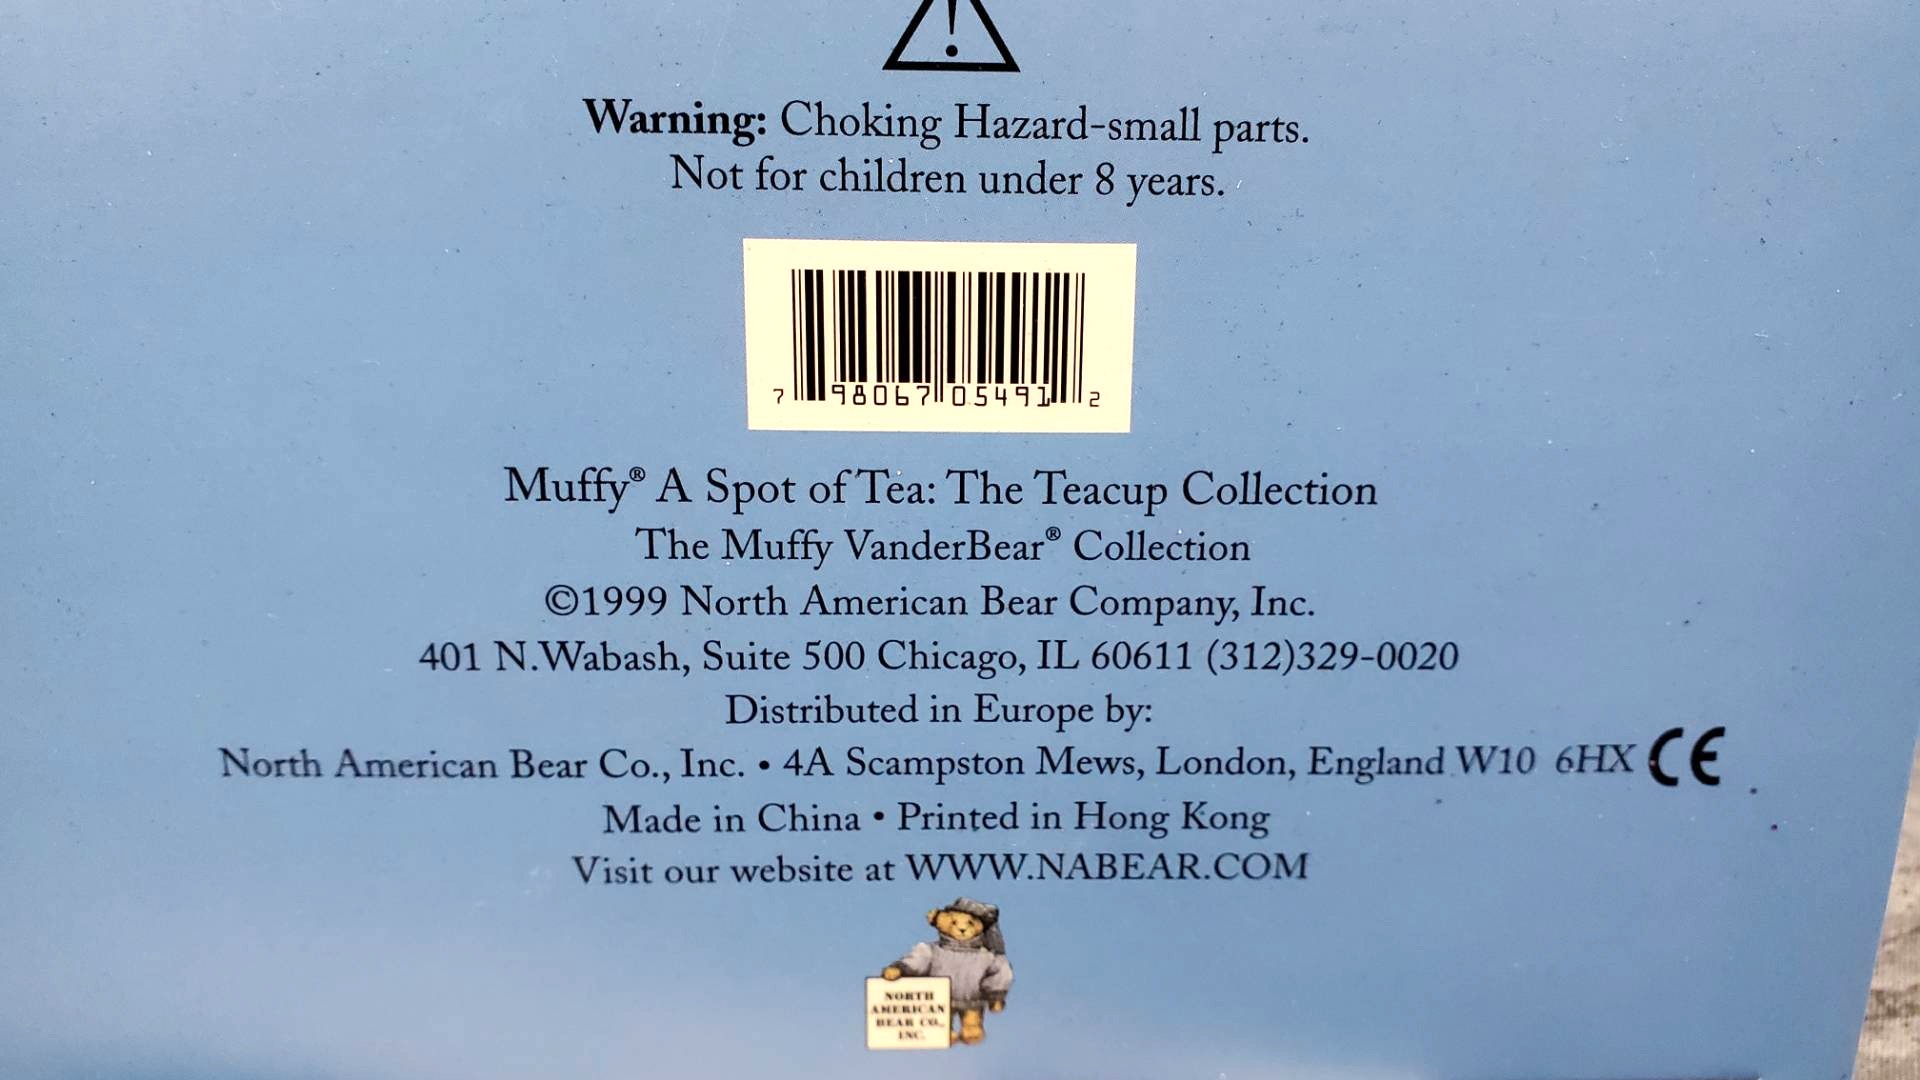 Warning: Choking Hazard-small parts.
Not for children under 8 years.
7 98067 05491 2
Muffy® A Spot of Tea: The Teacup Collection
The Muffy VanderBear® Collection
©1999 North American Bear Company, Inc.
401 N.Wabash, Suite 500 Chicago, IL 60611 (312)329-0020
Distributed in Europe by:
North American Bear Co., Inc. • 4A Scampston Mews, London, England W10 6HX CE
Made in China • Printed in Hong Kong
Visit our website at WWW.NABEAR.COM
NORTH
AMERICAN
BEAR CO.,
INC.